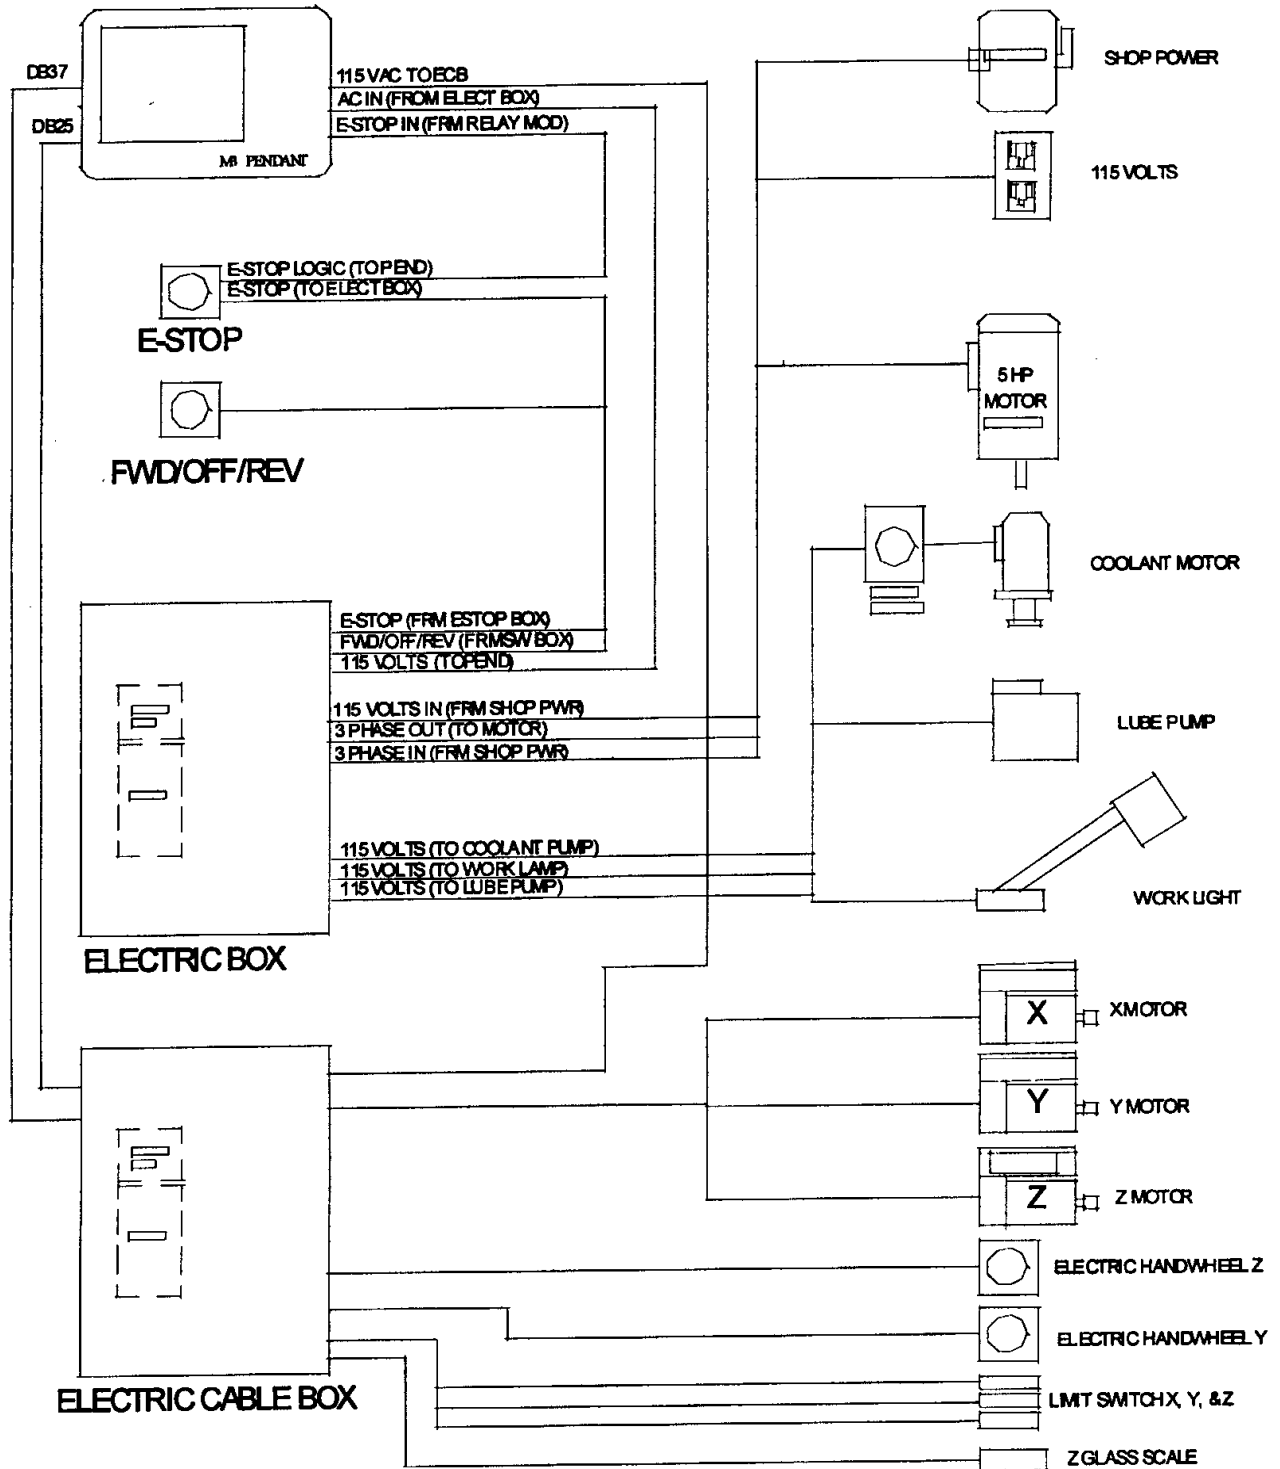 DB37
DB25
115 VAC TO ECB
AC IN (FROM ELECT BOX)
E-STOP IN (FRM RELAY MOD)
M8 PENDANT
E-STOP LOGIC (TO PEND)
E-STOP (TO ELECT BOX)
E-STOP
FWD/OFF/REV
E-STOP (FRM ESTOP BOX)
FWD/OFF/REV (FRM SW BOX)
115 VOLTS (TO PEND)
115 VOLTS IN (FRM SHOP PWR)
3 PHASE OUT (TO MOTOR)
3 PHASE IN (FRM SHOP PWR)
115 VOLTS (TO COOLANT PUMP)
115 VOLTS (TO WORK LAMP)
115 VOLTS (TO LUBE PUMP)
ELECTRIC BOX
ELECTRIC CABLE BOX
SHOP POWER
115 VOLTS
5 HP
MOTOR
COOLANT MOTOR
LUBE PUMP
WORK LIGHT
X
X MOTOR
Y
Y MOTOR
Z
Z MOTOR
ELECTRIC HANDWHEEL Z
ELECTRIC HANDWHEEL Y
LIMIT SWITCH X, Y, & Z
Z GLASS SCALE